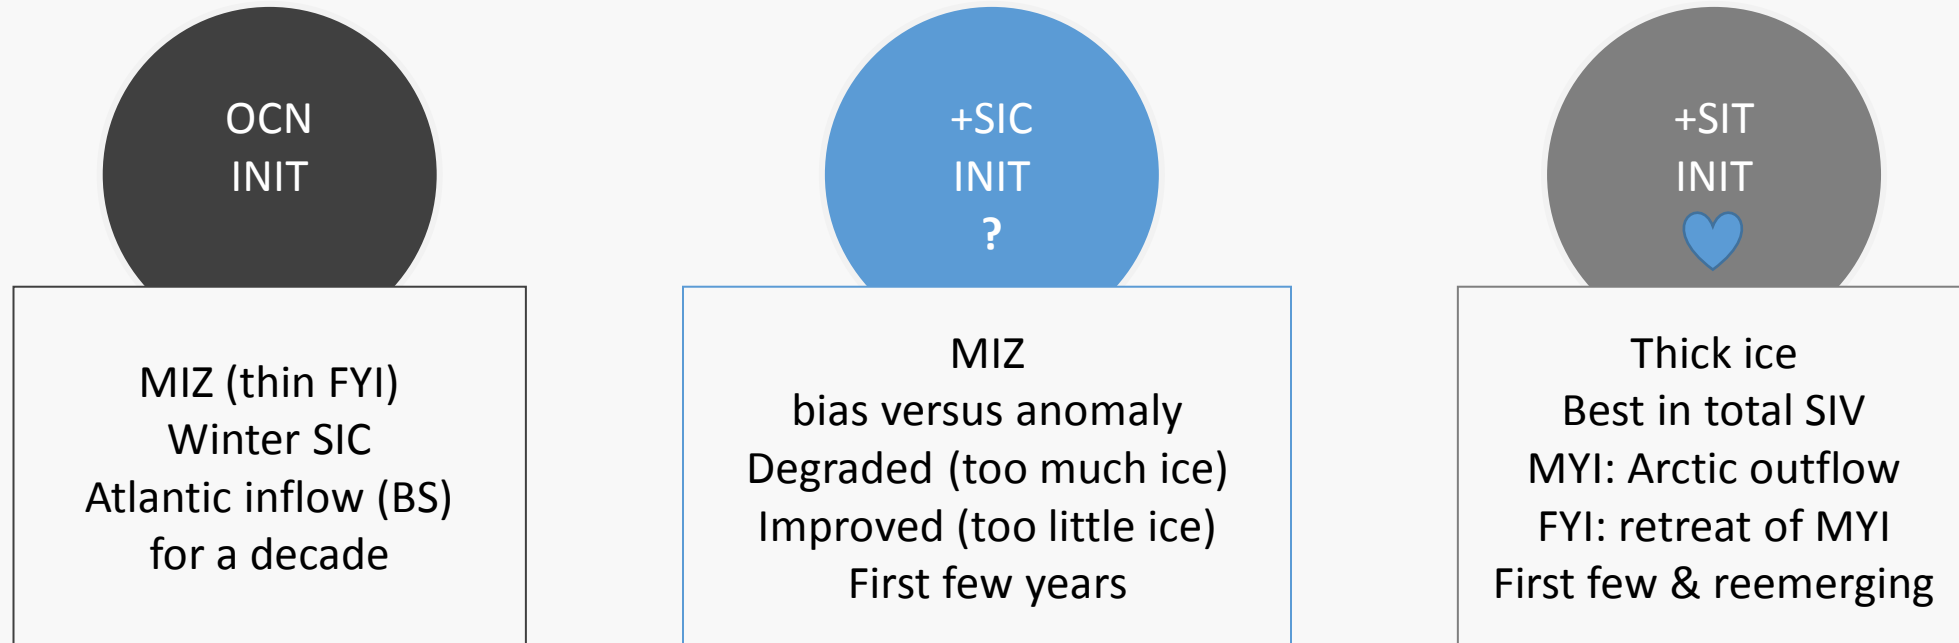 OCN
INIT
MIZ (thin FYI)
Winter SIC
Atlantic inflow (BS)
for a decade
+SIC
INIT
?
MIZ
bias versus anomaly
Degraded (too much ice)
Improved (too little ice)
First few years
+SIT
INIT
Thick ice
Best in total SIV
MYI: Arctic outflow
FYI: retreat of MYI
First few & reemerging